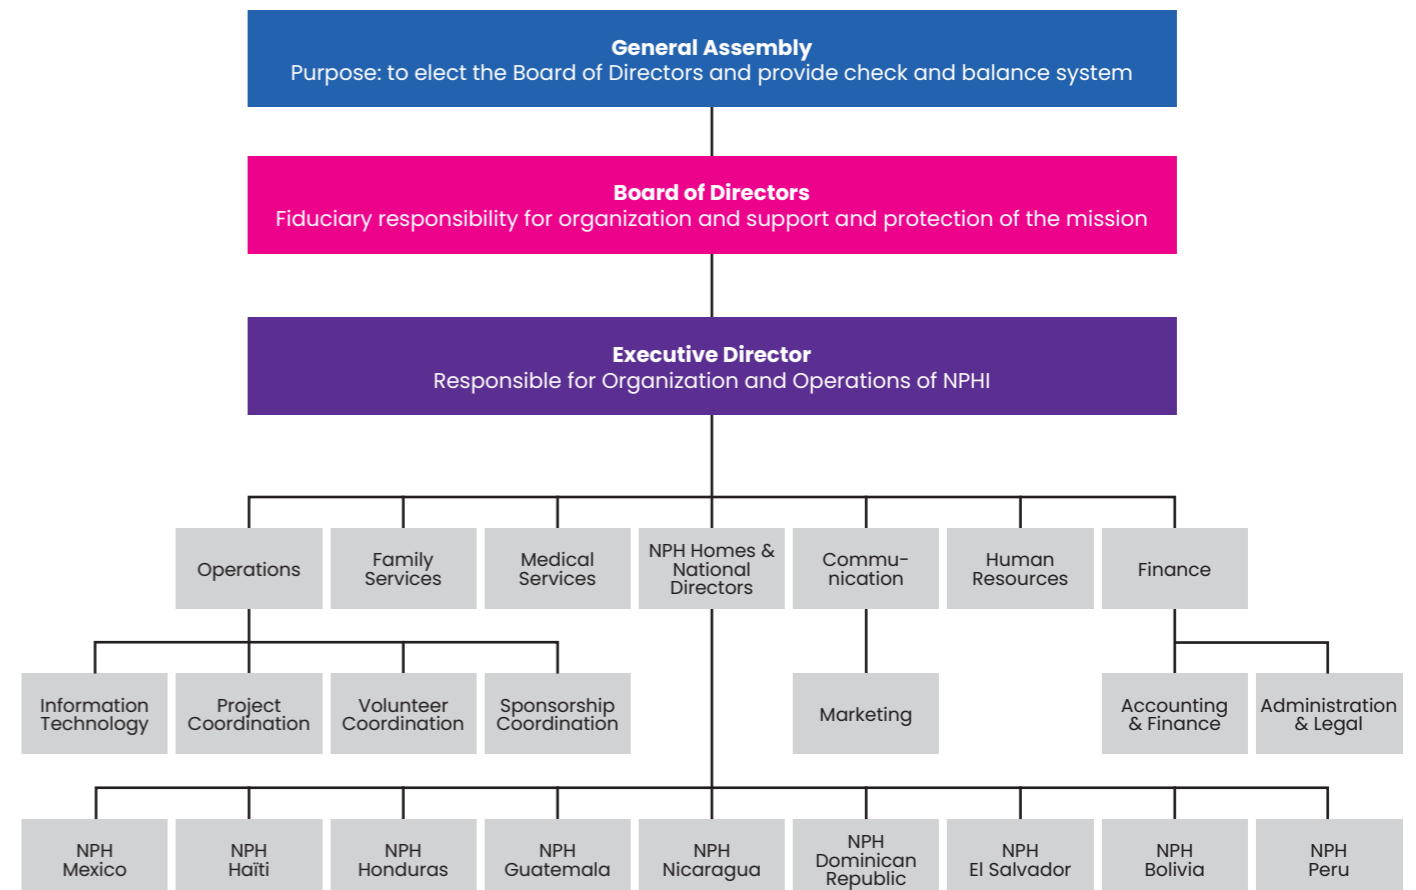 General Assembly
Purpose: to elect the Board of Directors and provide check and balance system
Board of Directors
Fiduciary responsibility for organization and support and protection of the mission
Executive Director
Responsible for Organization and Operations of NPHI
Operations
Family
Services
Medical
Services
NPH Homes &
National
Directors
Commu-
nication
Human
Resources
Finance
Information
Technology
Project
Coordination
Volunteer
Coordination
Sponsorship
Coordination
Marketing
Accounting
& Finance
Administration
& Legal
NPH
Mexico
NPH
Haïti
NPH
Honduras
NPH
Guatemala
NPH
Nicaragua
NPH
Dominican
Republic
NPH
El Salvador
NPH
Bolivia
NPH
Peru